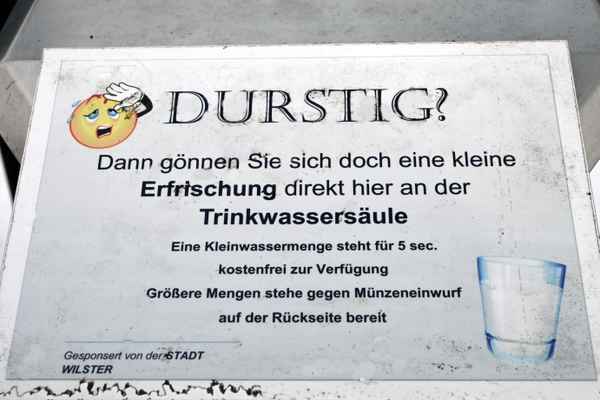 DURSTIG?
Dann gönnen Sie sich doch eine kleine
Erfrischung direkt hier an der
Trinkwassersäule
Eine Kleinwassermenge steht für 5 sec.
kostenfrei zur Verfügung
Größere Mengen stehe gegen Münzeneinwurf
auf der Rückseite bereit
Gesponsert von der STADT
WILSTER